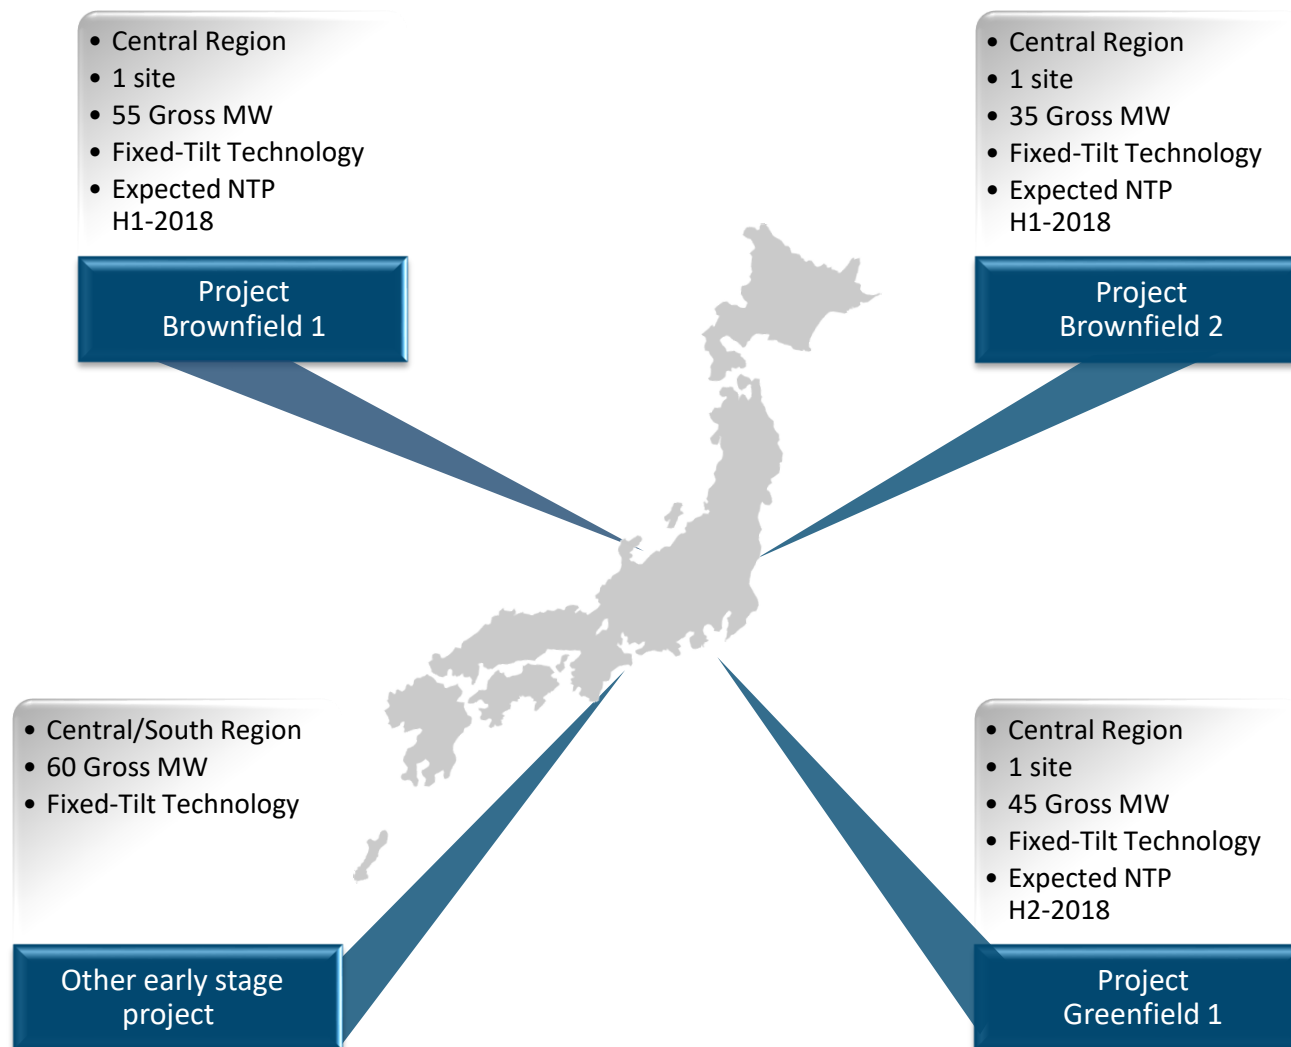 • Central Region
• 1 site
• 55 Gross MW
• Fixed-Tilt Technology
• Expected NTP
H1-2018
Project
Brownfield 1
• Central Region
• 1 site
• 35 Gross MW
• Fixed-Tilt Technology
• Expected NTP
H1-2018
Project
Brownfield 2
• Central/South Region
• 60 Gross MW
• Fixed-Tilt Technology
Other early stage
project
• Central Region
• 1 site
• 45 Gross MW
• Fixed-Tilt Technology
• Expected NTP
H2-2018
Project
Greenfield 1